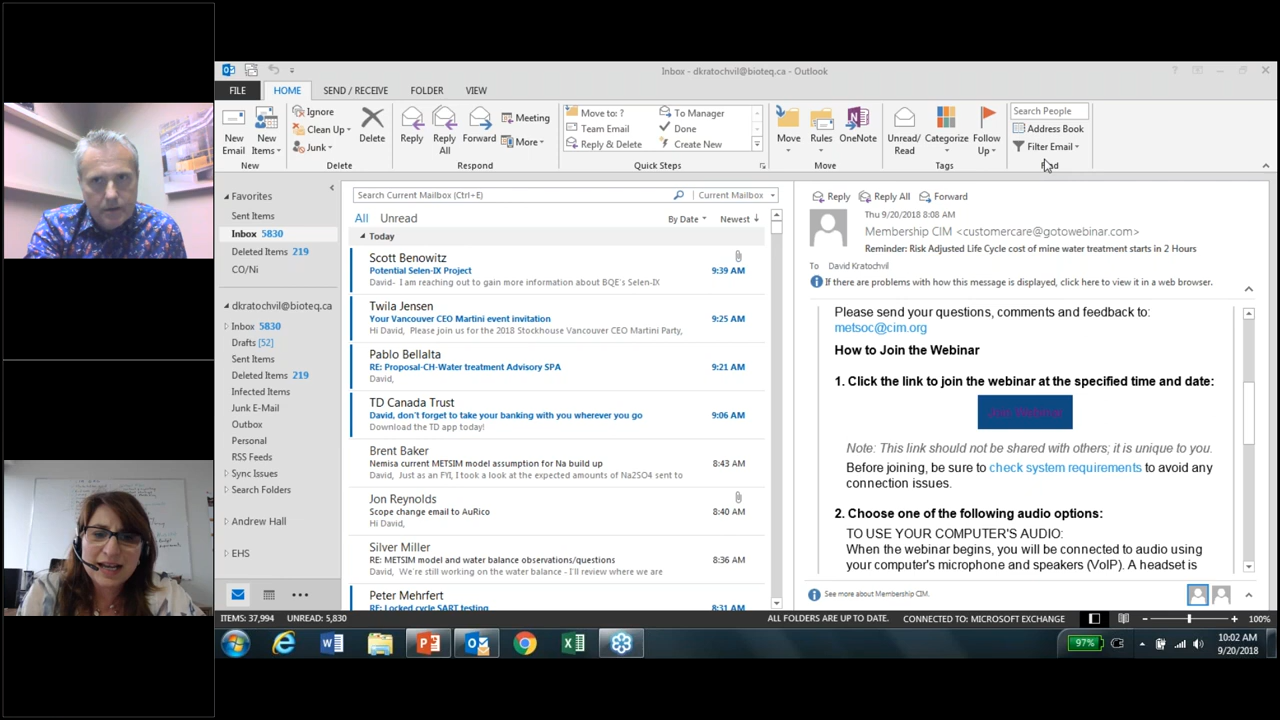 Inbox - dkratochvil@bioteq.ca - Outlook
FILE HOME SEND / RECEIVE FOLDER VIEW
New Email
New Items
New
Ignore
Clean Up
Junk
Delete
Delete
Reply
Reply All
Forward
Meeting
More
Respond
Move to: ?
Team Email
Reply & Delete
To Manager
Done
Create New
Quick Steps
Move
Rules
OneNote
Move
Unread/ Read
Categorize
Follow Up
Tags
Search People
Address Book
Filter Email
Favorites
Sent Items
Inbox 5830
Deleted Items 219
CO/Ni
dkratochvil@bioteq.ca
Inbox 5830
Drafts [52]
Sent Items
Deleted Items 219
Infected Items
Junk E-Mail
Outbox
Personal
RSS Feeds
Sync Issues
Search Folders
Andrew Hall
EHS
Search Current Mailbox (Ctrl+E)
Current Mailbox
All Unread
By Date Newest
Today
Scott Benowitz
Potential Selen-IX Project 9:39 AM
David- I am reaching out to gain more information about BQE's Selen-IX
Twila Jensen
Your Vancouver CEO Martini event invitation 9:25 AM
Hi David, Please join us for the 2018 Stockhouse Vancouver CEO Martini Party,
Pablo Bellalta
RE: Proposal-CH-Water treatment Advisory SPA 9:21 AM
David,
TD Canada Trust
David, don't forget to take your banking with you wherever you go 9:06 AM
Download the TD app today!
Brent Baker
Nemisa current METSIM model assumption for Na build up 8:43 AM
David, Just as an FYI, I took a look at the expected amounts of Na2SO4 sent to
Jon Reynolds
Scope change email to AuRico 8:40 AM
Hi David,
Silver Miller
RE: METSIM model and water balance observations/questions 8:36 AM
David, We're still working on the water balance - I'll review where we are
Peter Mehrfert
RE: Locked cycle SART testing 8:31 AM
Reply Reply All Forward
Thu 9/20/2018 8:08 AM
Membership CIM <customercare@gotowebinar.com>
Reminder: Risk Adjusted Life Cycle cost of mine water treatment starts in 2 Hours
To David Kratochvil
If there are problems with how this message is displayed, click here to view it in a web browser.
Please send your questions, comments and feedback to:
metsoc@cim.org
How to Join the Webinar
1. Click the link to join the webinar at the specified time and date:
Join Webinar
Note: This link should not be shared with others; it is unique to you.
Before joining, be sure to check system requirements to avoid any
connection issues.
2. Choose one of the following audio options:
TO USE YOUR COMPUTER'S AUDIO:
When the webinar begins, you will be connected to audio using
your computer's microphone and speakers (VoIP). A headset is
See more about Membership CIM.
ITEMS: 37,994 UNREAD: 5,830 ALL FOLDERS ARE UP TO DATE. CONNECTED TO: MICROSOFT EXCHANGE 100%
97%
10:02 AM
9/20/2018